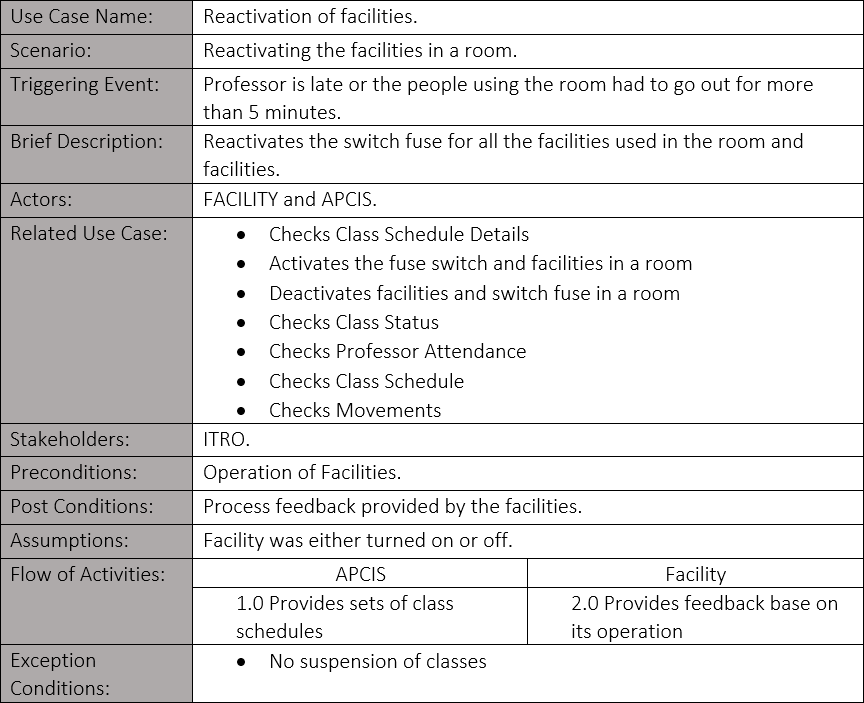 Use Case Name: Reactivation of facilities.
Scenario: Reactivating the facilities in a room.
Triggering Event: Professor is late or the people using the room had to go out for more
than 5 minutes.
Brief Description: Reactivates the switch fuse for all the facilities used in the room and
facilities.
Actors: FACILITY and APCIS.
Related Use Case: • Checks Class Schedule Details
• Activates the fuse switch and facilities in a room
• Deactivates facilities and switch fuse in a room
• Checks Class Status
• Checks Professor Attendance
• Checks Class Schedule
• Checks Movements
Stakeholders: ITRO.
Preconditions: Operation of Facilities.
Post Conditions: Process feedback provided by the facilities.
Assumptions: Facility was either turned on or off.
Flow of Activities: APCIS Facility
1.0 Provides sets of class
schedules
2.0 Provides feedback base on
its operation
Exception
Conditions:
• No suspension of classes